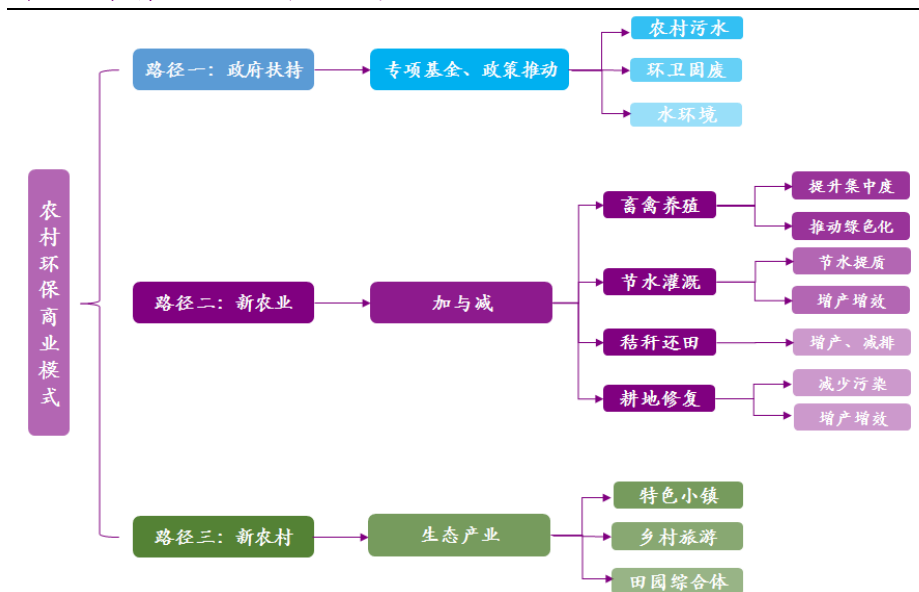 农村环保商业模式
路径一：政府扶持
专项基金、政策推动
农村污水
环卫固废
水环境
路径二：新农业
加与减
畜禽养殖
提升集中度
推动绿色化
节水灌溉
节水提质
增产增效
秸秆还田
增产、减排
耕地修复
减少污染
增产增效
路径三：新农村
生态产业
特色小镇
乡村旅游
田园综合体